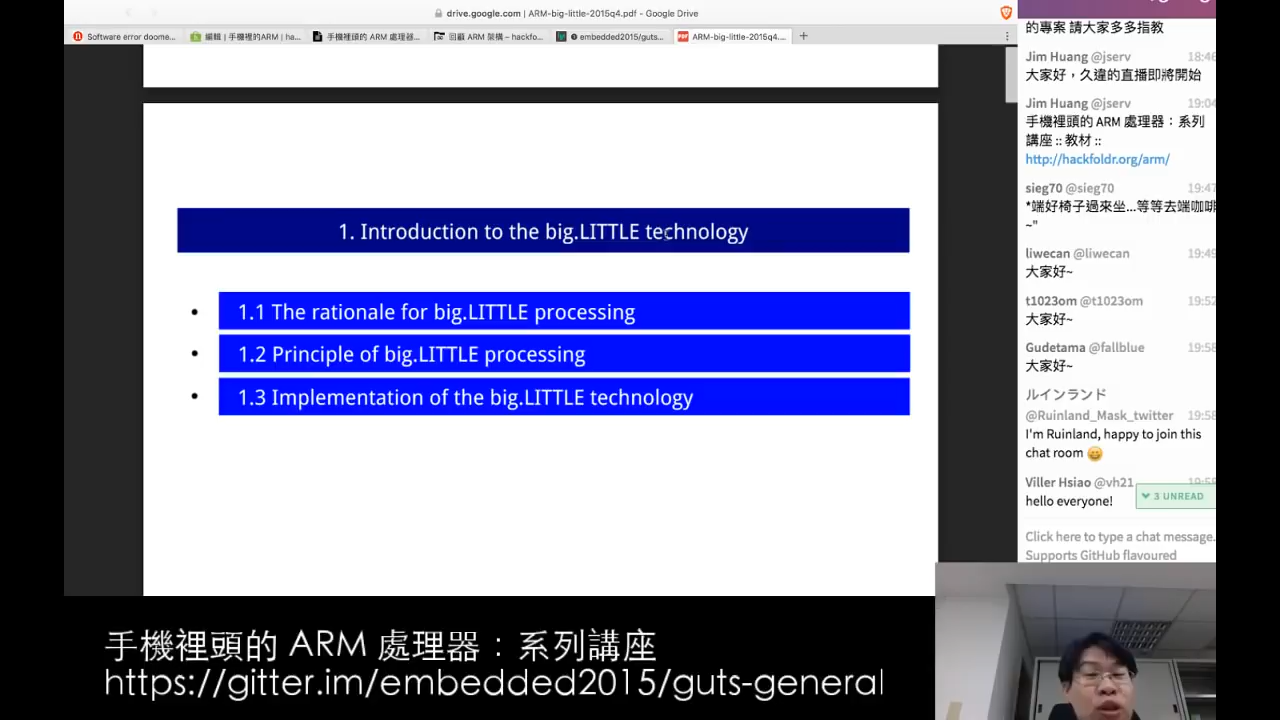 drive.google.com | ARM-big-little-2015q4.pdf - Google Drive
Software error doome...
編輯 | 手機裡的ARM | ha...
手機裡頭的 ARM 處理器...
回顧 ARM 架構 – hackfo...
embedded2015/guts...
ARM-big-little-2015q4....
1. Introduction to the big.LITTLE technology
• 1.1 The rationale for big.LITTLE processing
• 1.2 Principle of big.LITTLE processing
• 1.3 Implementation of the big.LITTLE technology
的專案 請大家多多指教
Jim Huang @jserv 18:46
大家好，久違的直播即將開始
Jim Huang @jserv 19:04
手機裡頭的 ARM 處理器：系列
講座 :: 教材 ::
http://hackfoldr.org/arm/
sieg70 @sieg70 19:47
*端好椅子過來坐...等等去端咖啡
~"
liwecan @liwecan 19:49
大家好~
t1023om @t1023om 19:52
大家好~
Gudetama @fallblue 19:58
大家好~
ルインランド
@Ruinland_Mask_twitter 19:58
I'm Ruinland, happy to join this
chat room
Viller Hsiao @vh21
hello everyone!
3 UNREAD
Click here to type a chat message.
Supports GitHub flavoured
手機裡頭的 ARM 處理器：系列講座
https://gitter.im/embedded2015/guts-general